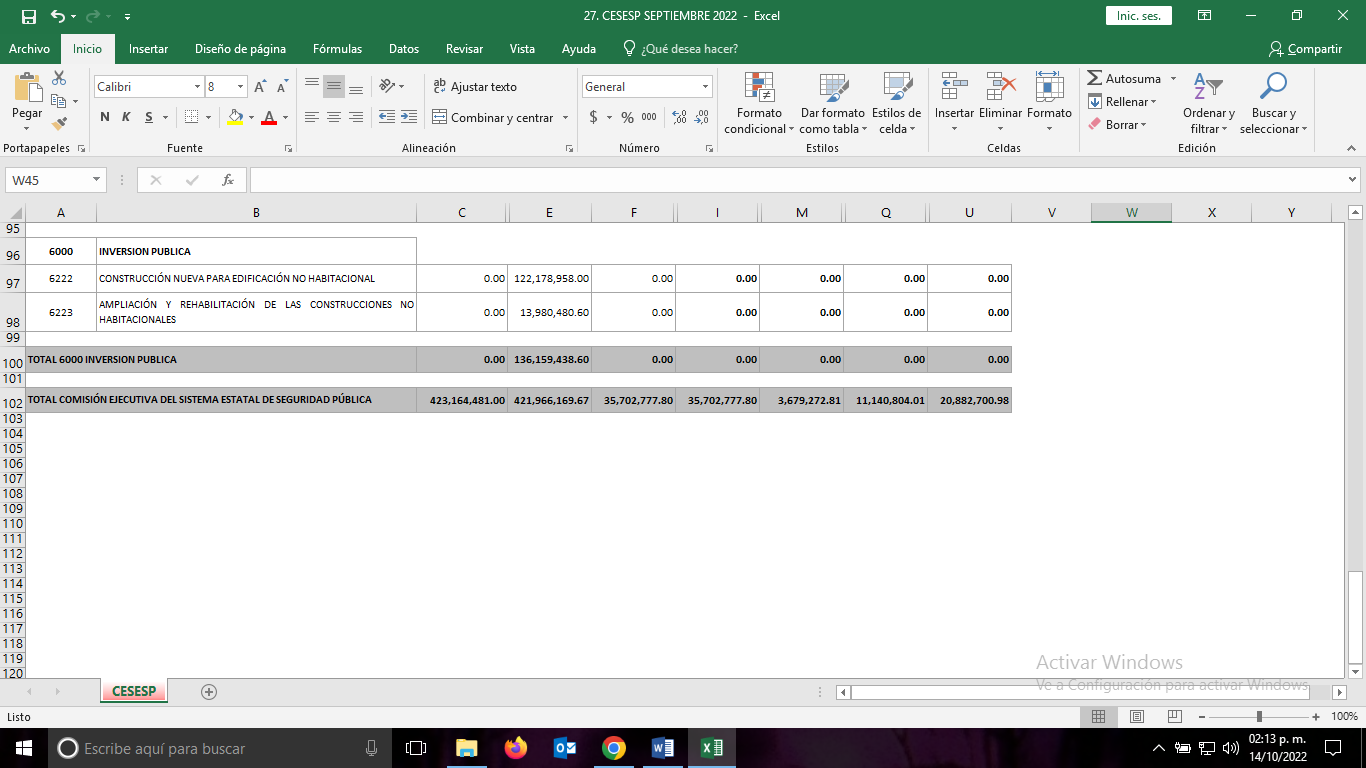 27. CESESP SEPTIEMBRE 2022 - Excel
Inic. ses.
Archivo Inicio Insertar Diseño de página Fórmulas Datos Revisar Vista Ayuda ¿Qué desea hacer? Compartir
Pegar
Calibri 8
N K S
Ajustar texto
Combinar y centrar
General
$ % 000
Formato condicional
Dar formato como tabla
Estilos de celda
Insertar Eliminar Formato
Autosuma
Rellenar
Borrar
Ordenar y filtrar
Buscar y seleccionar
Portapapeles Fuente Alineación Número Estilos Celdas Edición
W45 fx
A B C E F I M Q U V W X Y
95
96 6000 INVERSION PUBLICA
97 6222 CONSTRUCCIÓN NUEVA PARA EDIFICACIÓN NO HABITACIONAL 0.00 122,178,958.00 0.00 0.00 0.00 0.00 0.00
98 6223 AMPLIACIÓN Y REHABILITACIÓN DE LAS CONSTRUCCIONES NO HABITACIONALES 0.00 13,980,480.60 0.00 0.00 0.00 0.00 0.00
99
100 TOTAL 6000 INVERSION PUBLICA 0.00 136,159,438.60 0.00 0.00 0.00 0.00 0.00
101
102 TOTAL COMISIÓN EJECUTIVA DEL SISTEMA ESTATAL DE SEGURIDAD PÚBLICA 423,164,481.00 421,966,169.67 35,702,777.80 35,702,777.80 3,679,272.81 11,140,804.01 20,882,700.98
103
104
105
106
107
108
109
110
111
112
113
114
115
116
117
118
119
120
Activar Windows
Ve a Configuración para activar Windows.
CESESP
Listo
100%
Escribe aquí para buscar
02:13 p. m.
14/10/2022